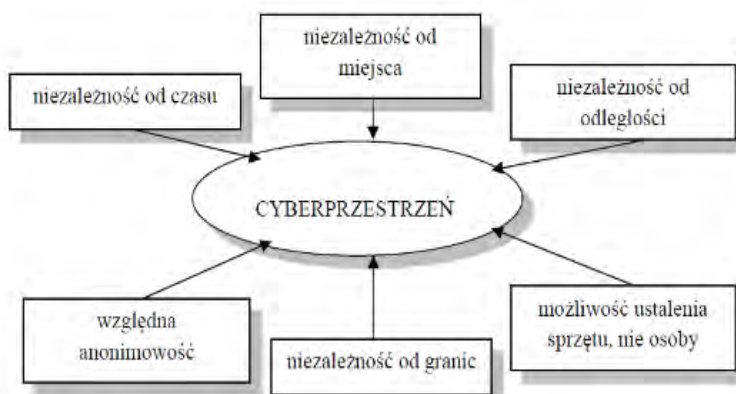 niezależność od
miejsca
niezależność od czasu
niezależność od
odległości
CYBERPRZESTRZEŃ
względna
anonimowość
niezależność od granic
możliwość ustalenia
sprzętu, nie osoby